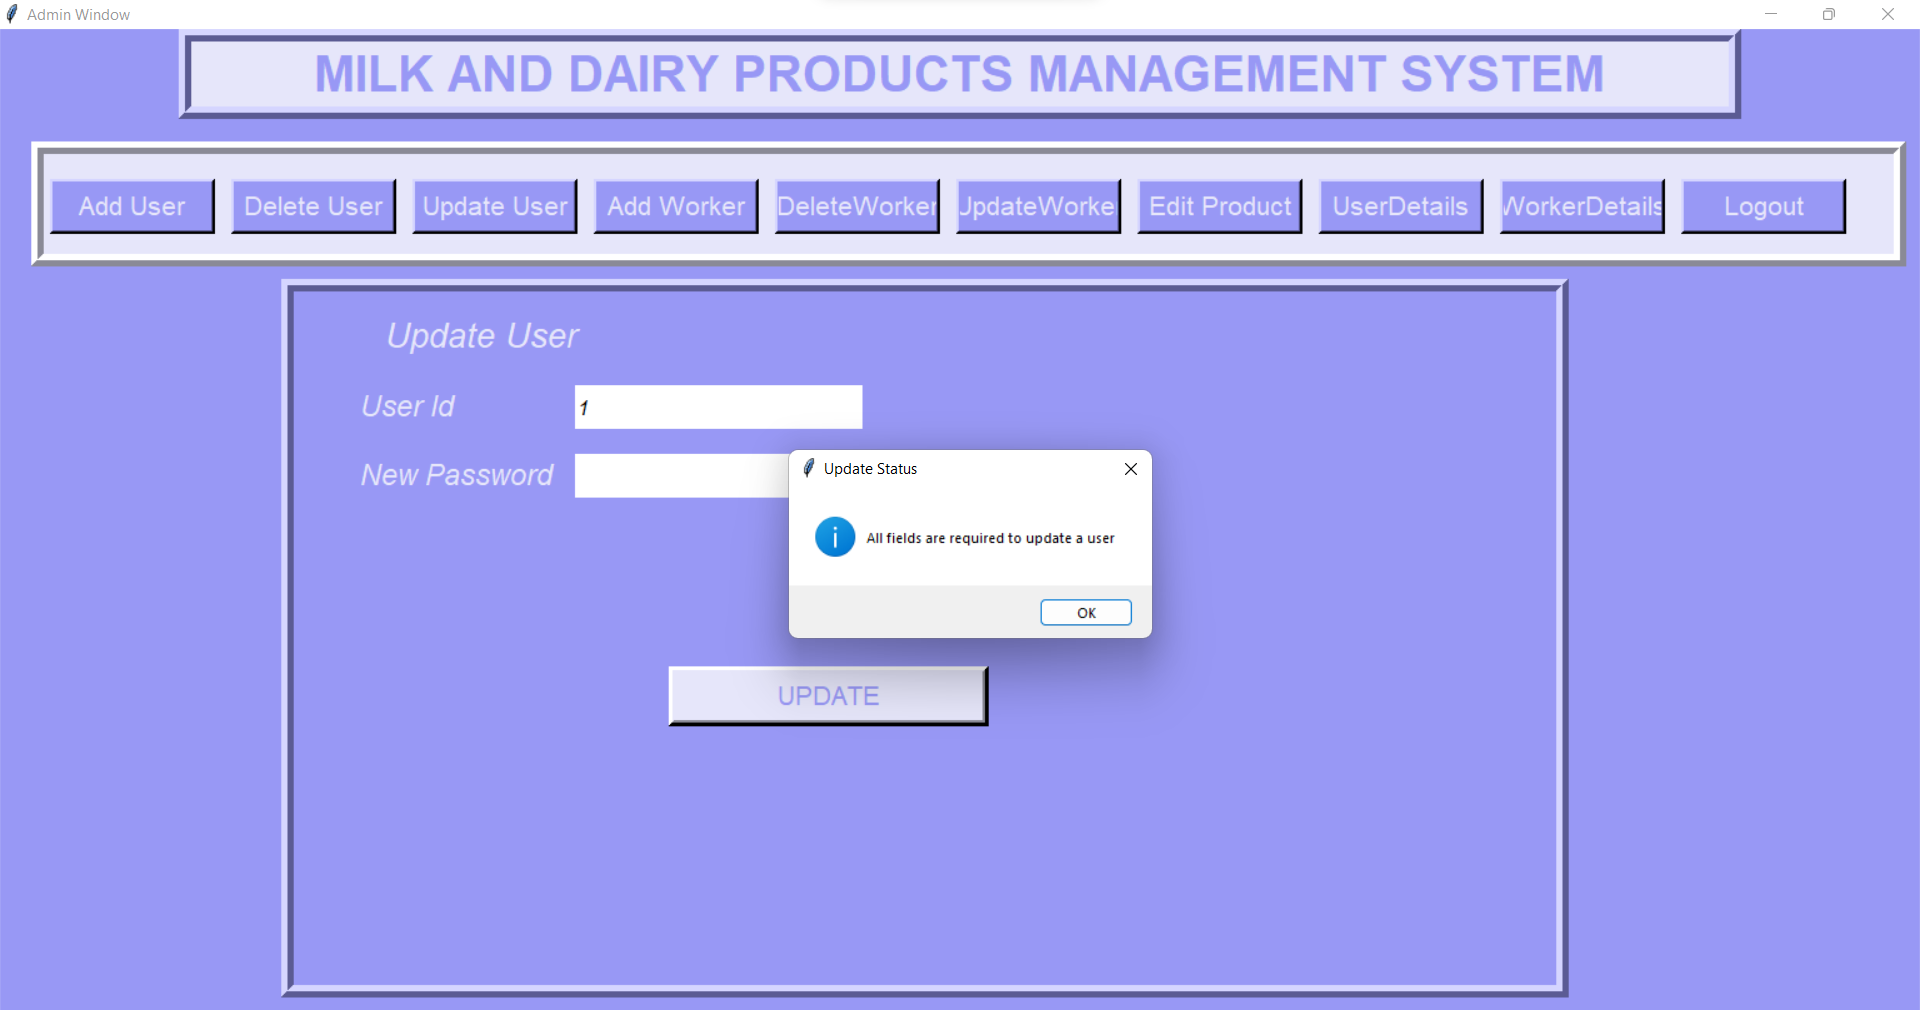 Admin Window
MILK AND DAIRY PRODUCTS MANAGEMENT SYSTEM
Add User Delete User Update User Add Worker DeleteWorker UpdateWorke Edit Product UserDetails WorkerDetails Logout
Update User
User Id 1
New Password
Update Status
All fields are required to update a user
OK
UPDATE